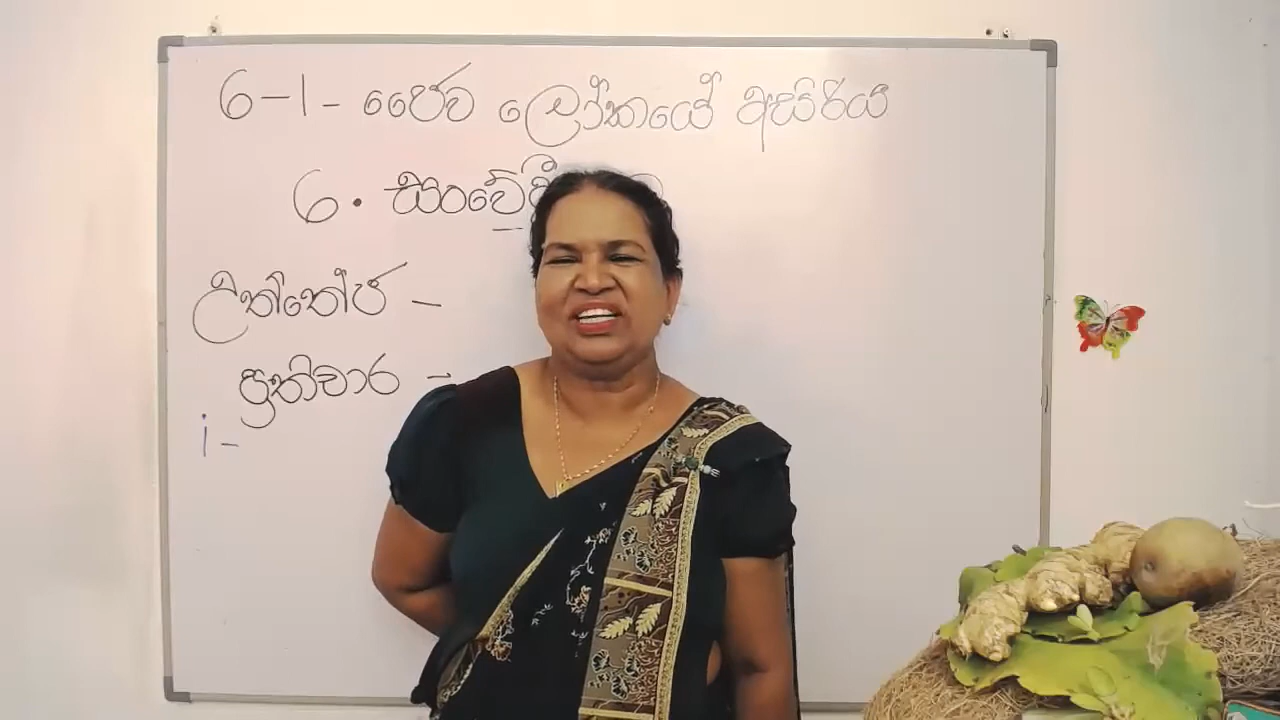 6-1- ජෛව ලෝකයේ අසිරිය
6.
උත්තේජ -
ප්‍රතිචාර -
i -